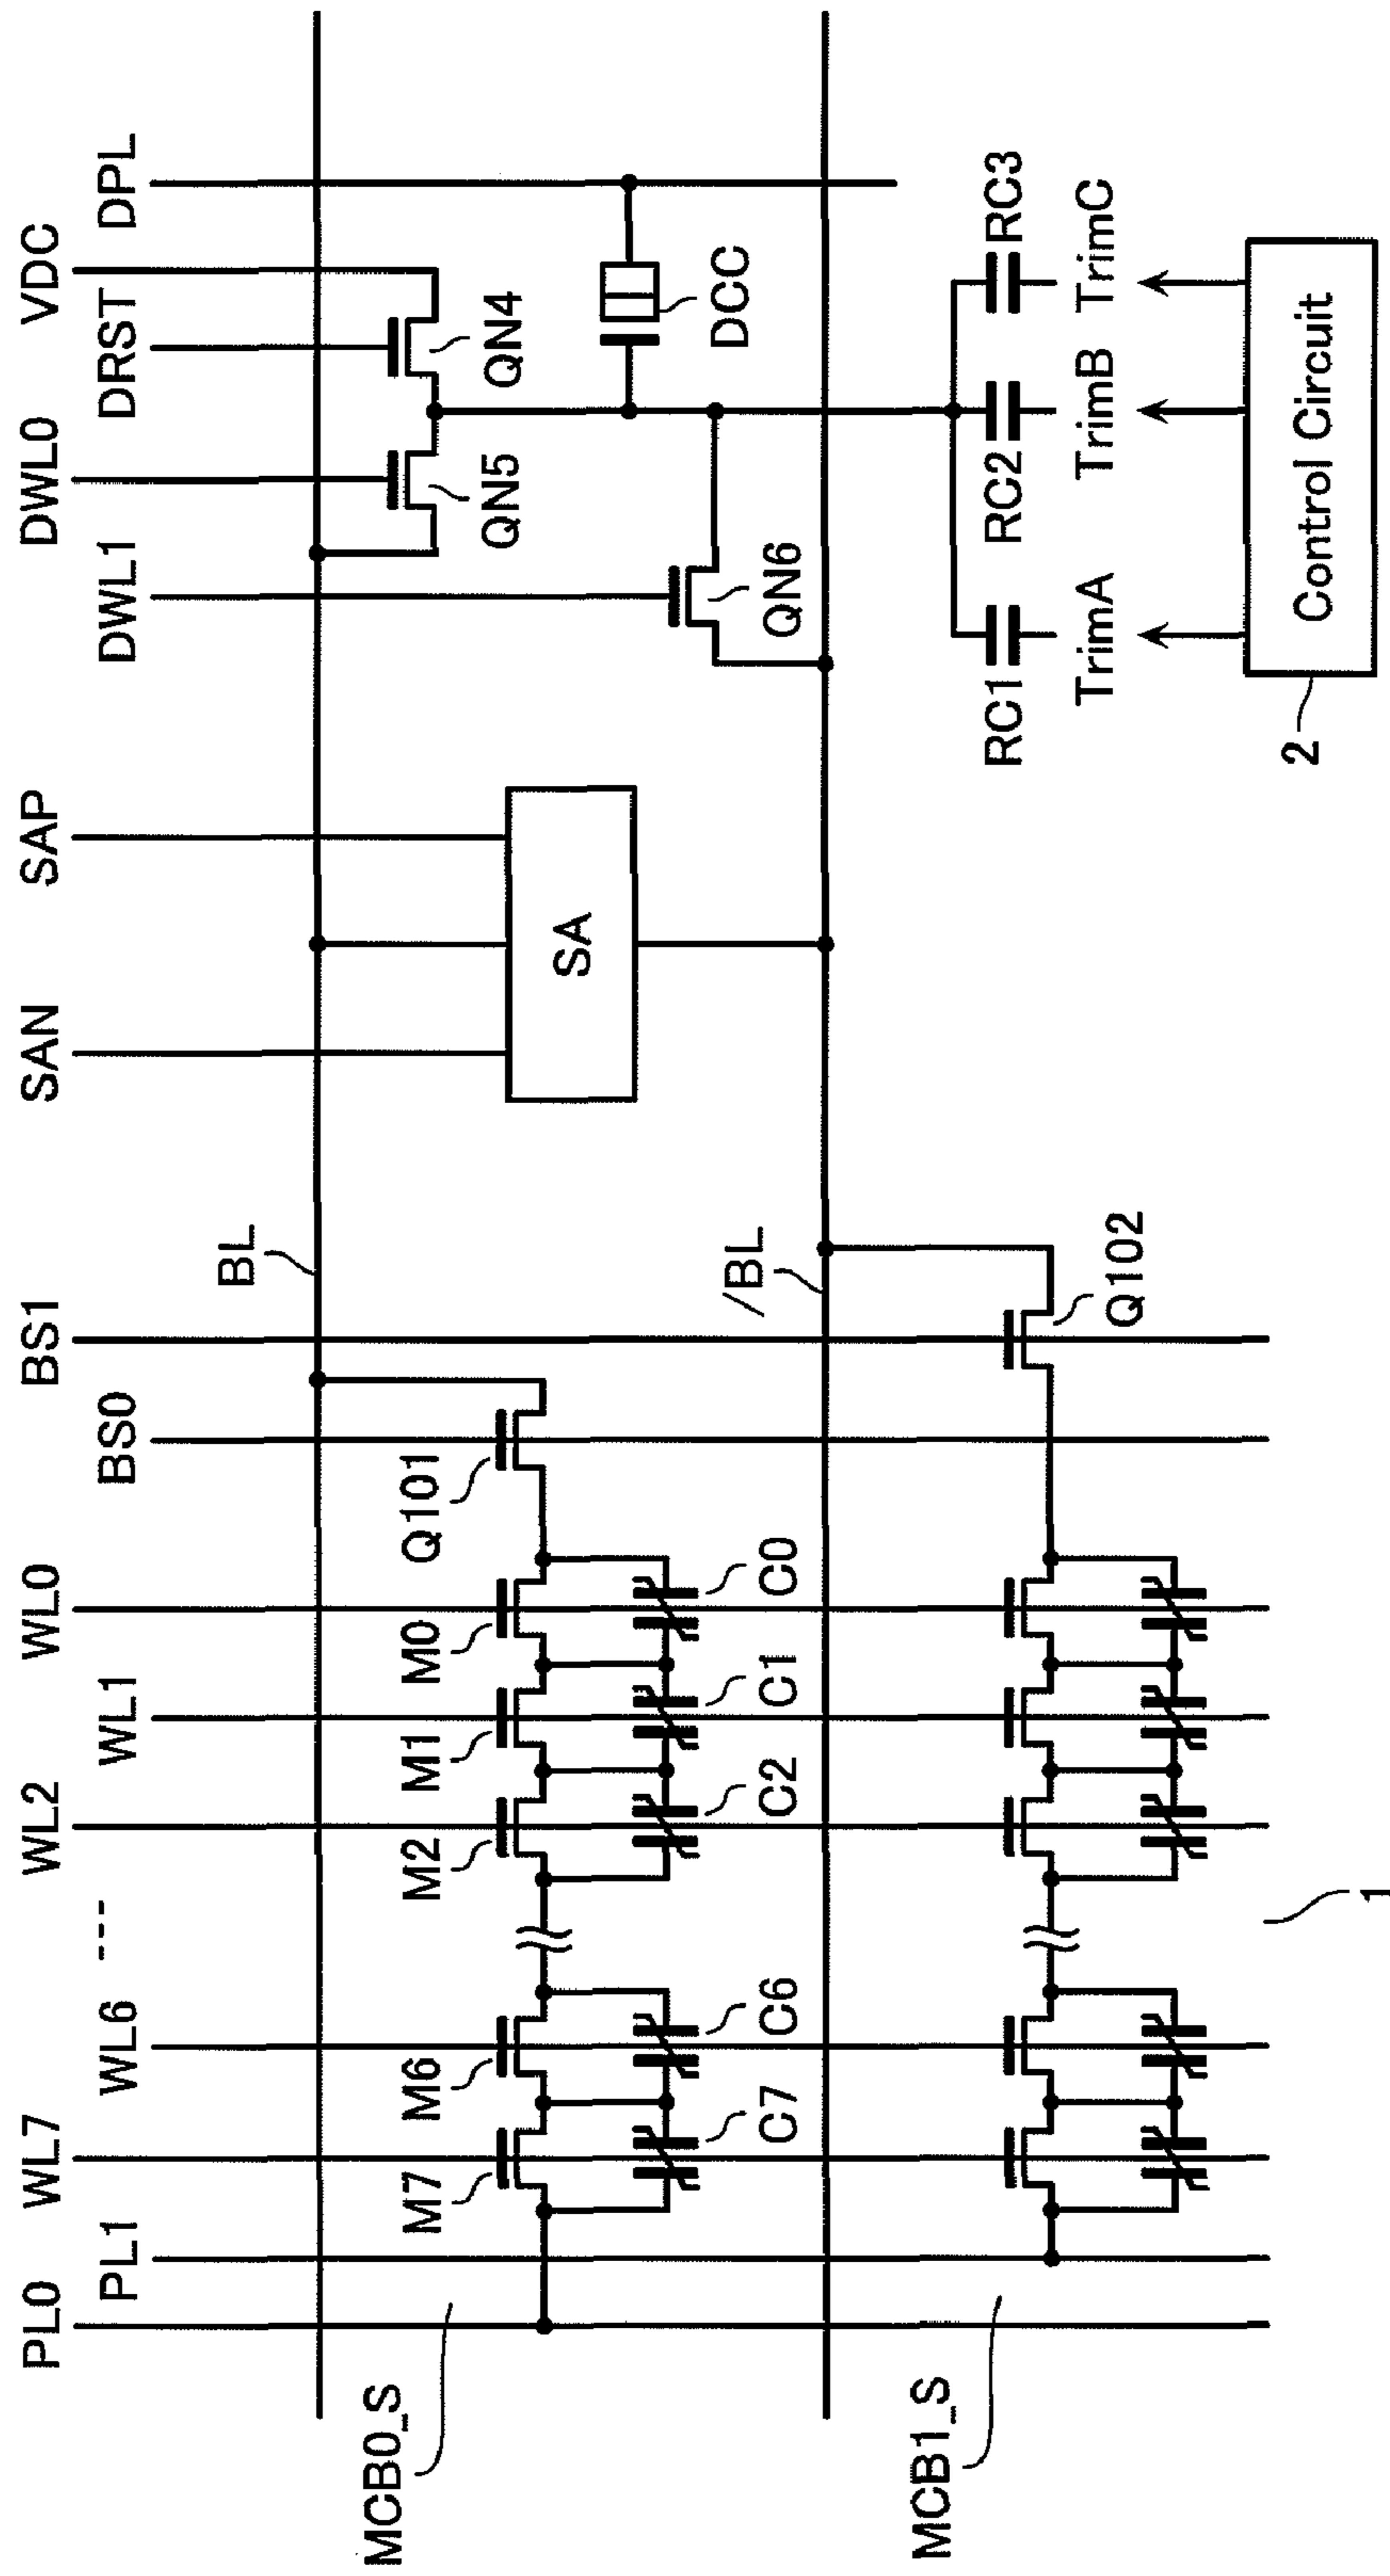 PL0
PL1
WL7
WL6
---
WL2
WL1
WL0
BS0
BS1
SAN
SAP
DWL1
DWL0
DRST
VDC
DPL
BL
MCB0_S
M7
M6
M2
M1
M0
Q101
C7
C6
C2
C1
C0
SA
QN5
QN4
QN6
DCC
/BL
MCB1_S
Q102
1
RC1
RC2
RC3
TrimA
TrimB
TrimC
2
Control Circuit